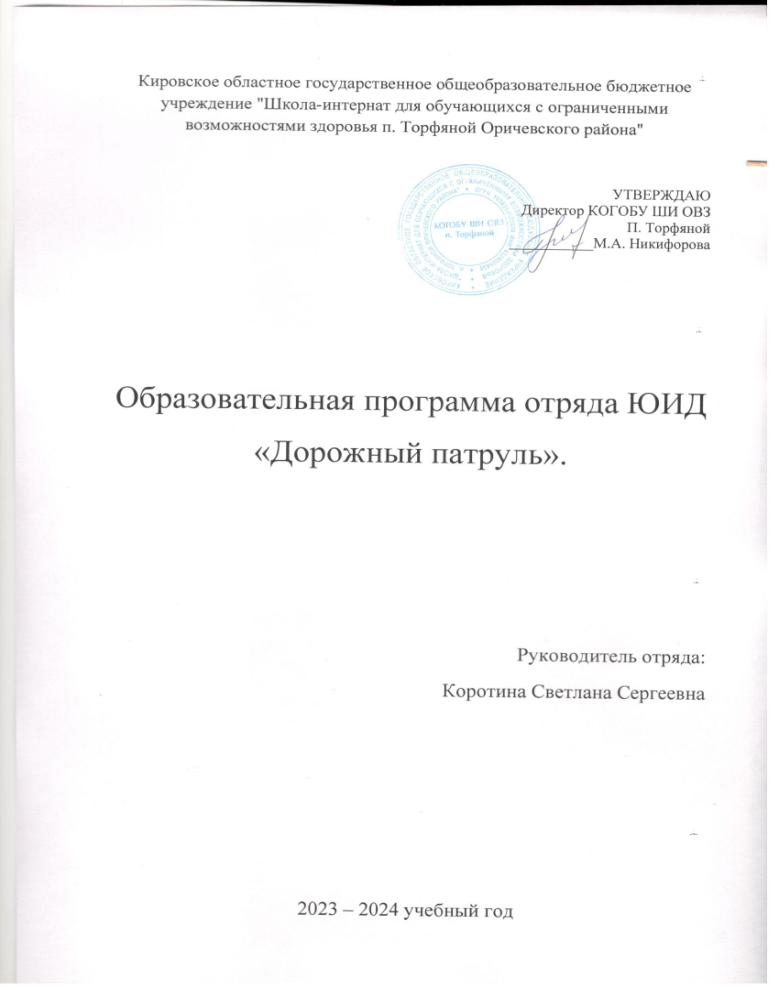 Кировское областное государственное общеобразовательное бюджетное
учреждение "Школа-интернат для обучающихся с ограниченными
возможностями здоровья п. Торфяной Оричевского района"
УТВЕРЖДАЮ
Директор КОГОБУ ШИ ОВЗ
П. Торфяной
М.А. Никифорова
КОГОБУ ШИ ОВЗ
п. Торфяной
Образовательная программа отряда ЮИД
«Дорожный патруль».
Руководитель отряда:
Коротина Светлана Сергеевна
2023 – 2024 учебный год